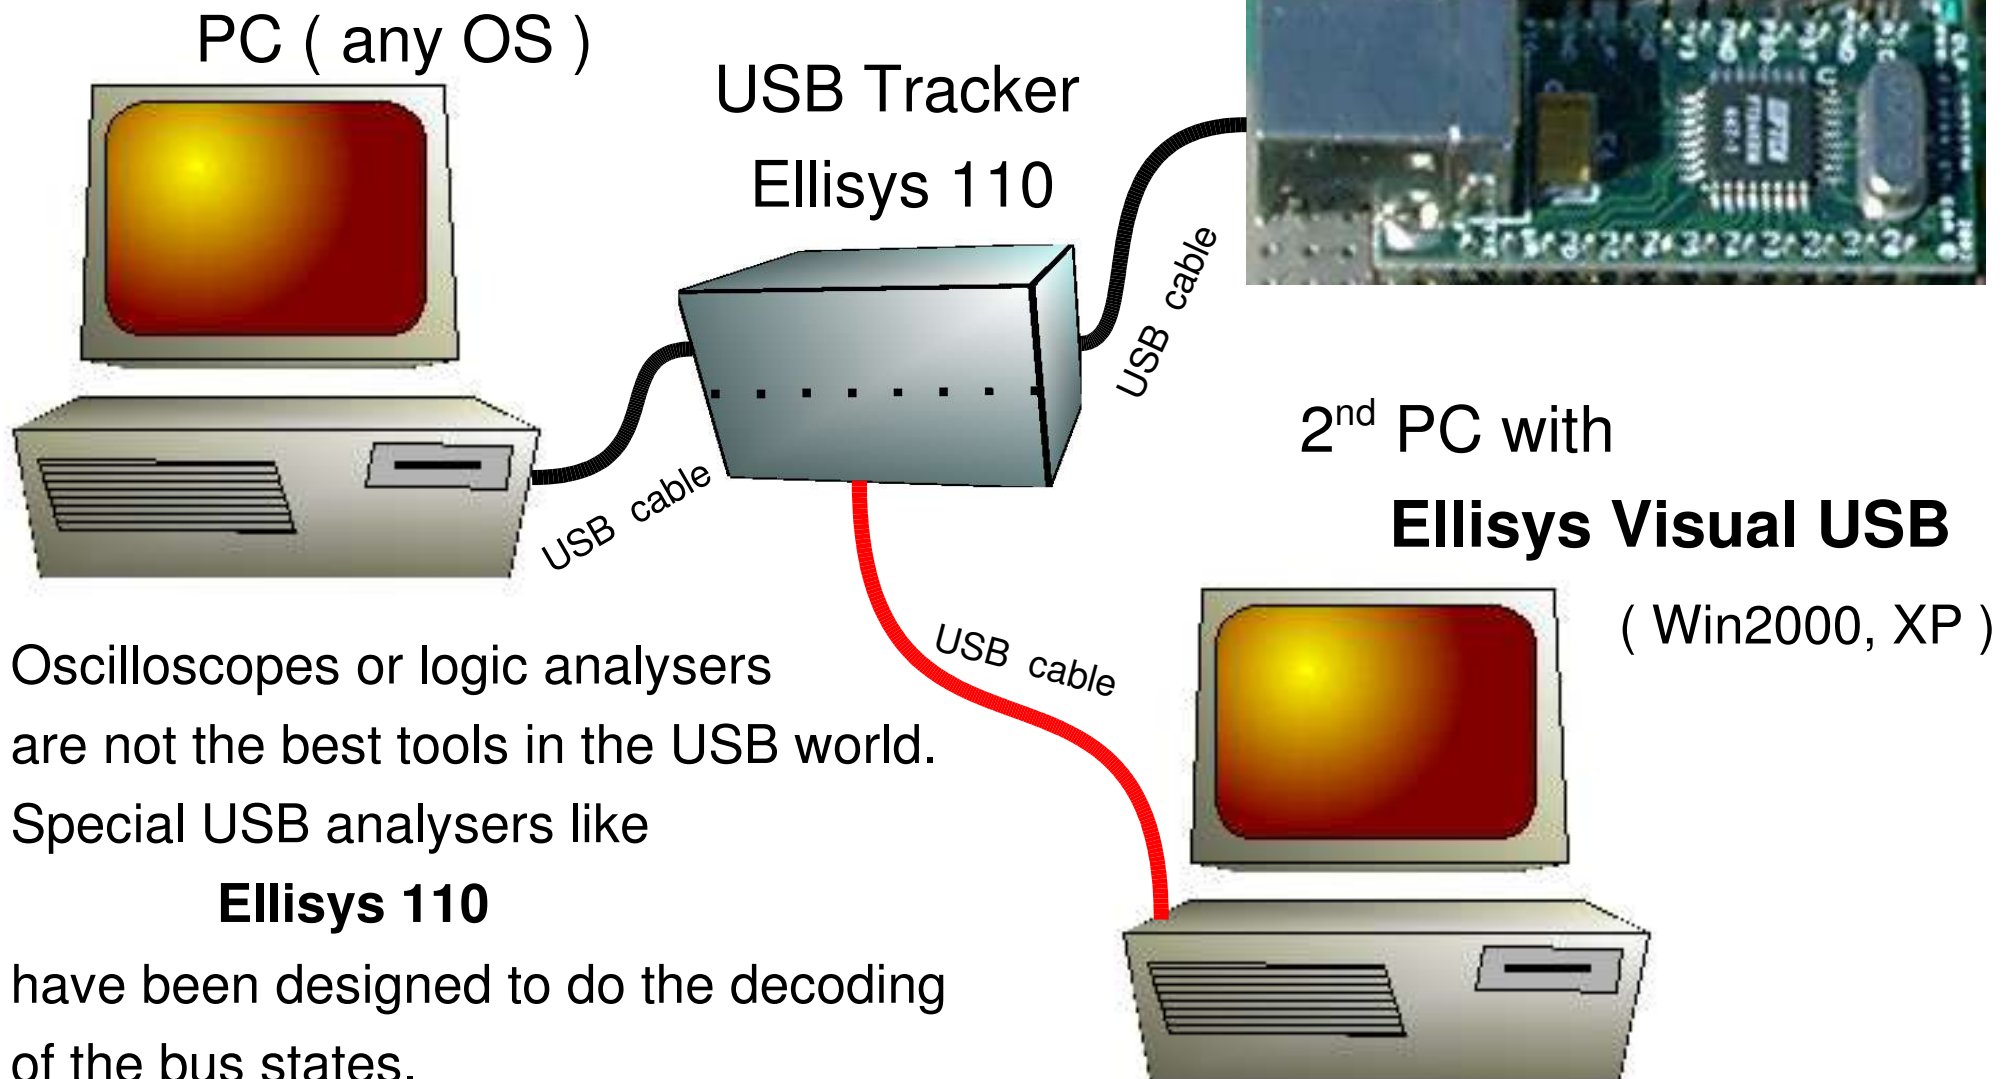 PC ( any OS )
USB Tracker
Ellisys 110
USB cable
USB cable
2nd PC with
Ellisys Visual USB
( Win2000, XP )
USB cable
Oscilloscopes or logic analysers
are not the best tools in the USB world.
Special USB analysers like
Ellisys 110
have been designed to do the decoding
of the bus states.